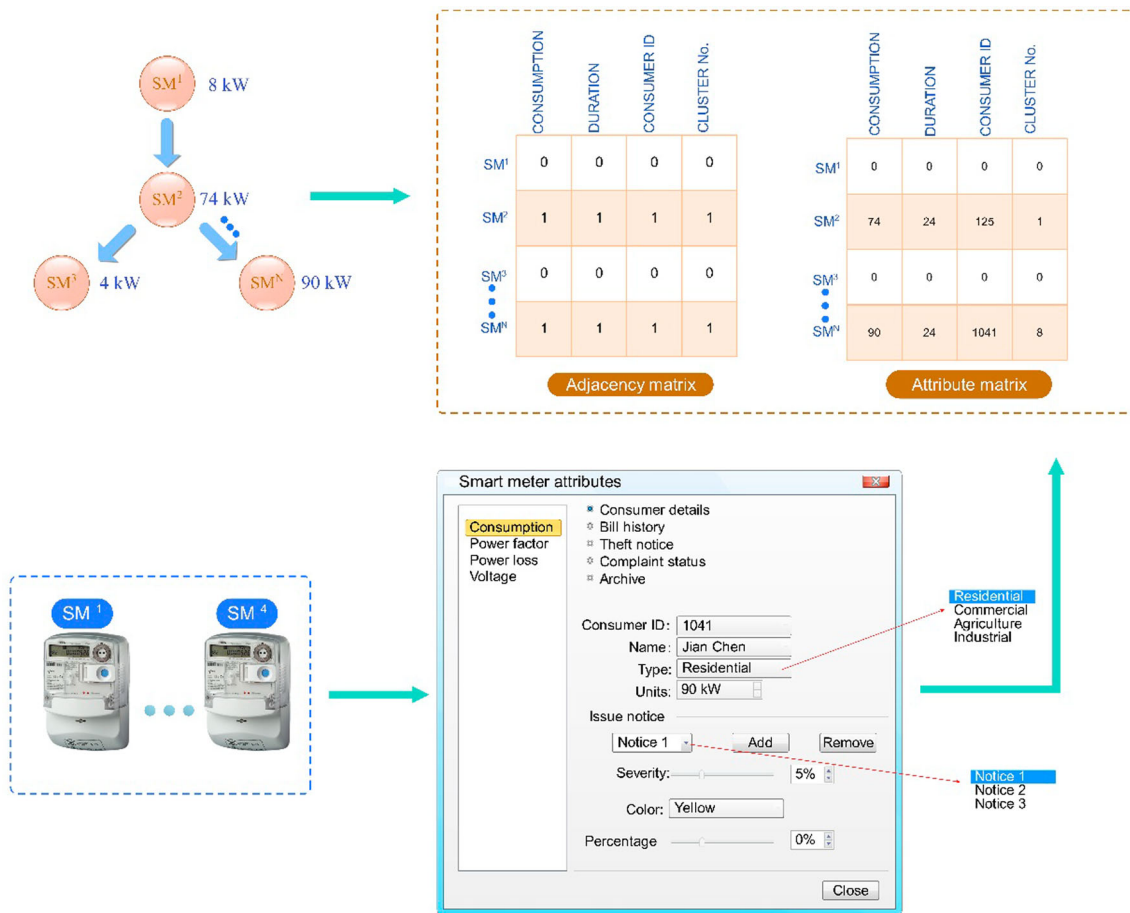 SM¹
8 kW
SM²
74 kW
SM³
4 kW
SMᴺ
90 kW
CONSUMPTION
DURATION
CONSUMER ID
CLUSTER No.
SM¹ 0 0 0 0
SM² 1 1 1 1
SM³ 0 0 0 0
SMᴺ 1 1 1 1
Adjacency matrix
CONSUMPTION
DURATION
CONSUMER ID
CLUSTER No.
SM¹ 0 0 0 0
SM² 74 24 125 1
SM³ 0 0 0 0
SMᴺ 90 24 1041 8
Attribute matrix
SM ¹
SM ⁴
Smart meter attributes
Consumption
Power factor
Power loss
Voltage
Consumer details
Bill history
Theft notice
Complaint status
Archive
Consumer ID: 1041
Name: Jian Chen
Type: Residential
Units: 90 kW
Issue notice
Notice 1 Add Remove
Severity: 5%
Color: Yellow
Percentage 0%
Close
Residential
Commercial
Agriculture
Industrial
Notice 1
Notice 2
Notice 3